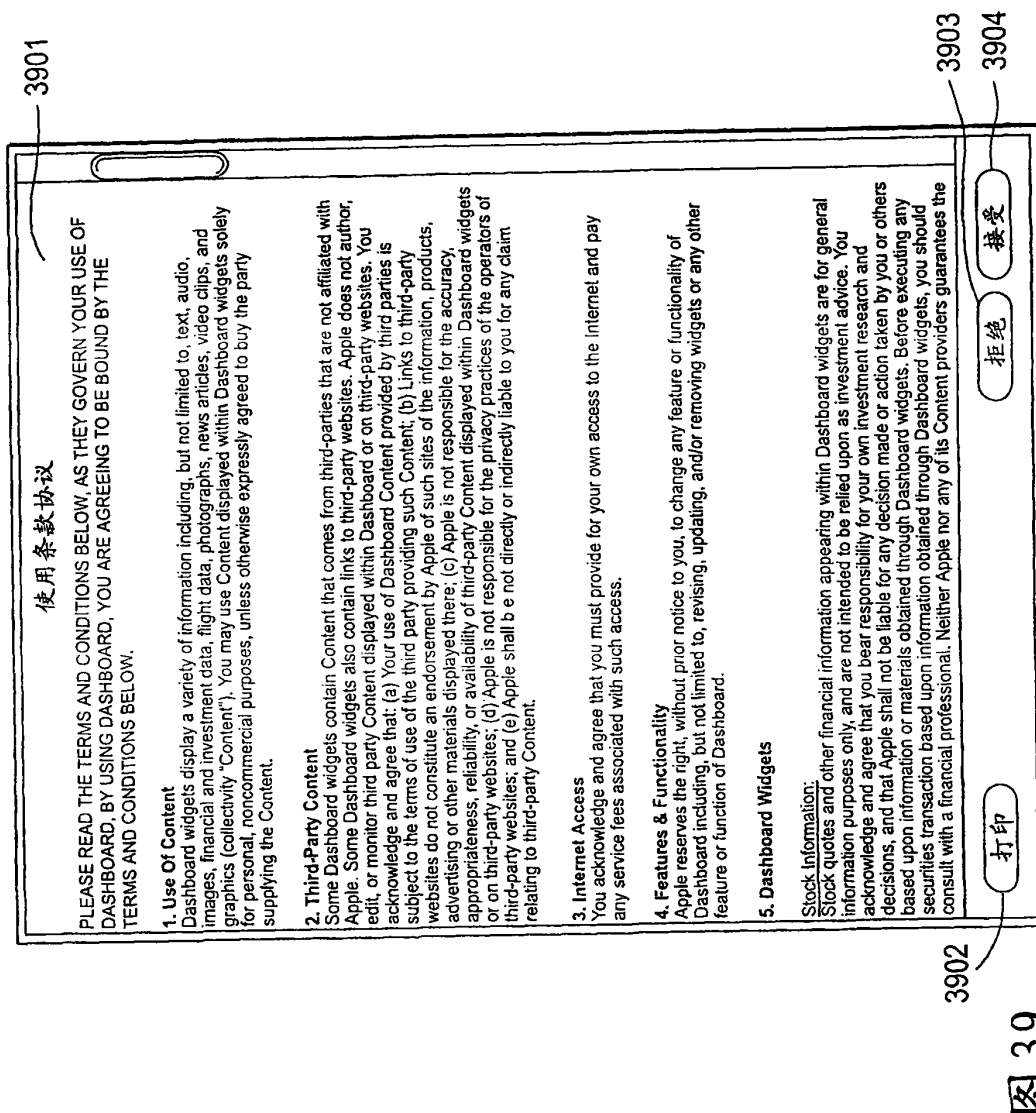 3901
使用条款协议
PLEASE READ THE TERMS AND CONDITIONS BELOW, AS THEY GOVERN YOUR USE OF
DASHBOARD, BY USING DASHBOARD, YOU ARE AGREEING TO BE BOUND BY THE
TERMS AND CONDITIONS BELOW.
1. Use Of Content
Dashboard widgets display a variety of information including, but not limited to, text, audio,
images, financial and investment data, flight data, photographs, news articles, video clips, and
graphics (collectivity "Content"). You may use Content displayed within Dashboard widgets solely
for personal, noncommercial purposes, unless otherwise expressly agreed to buy the party
supplying the Content.
2. Third-Party Content
Some Dashboard widgets contain Content that comes from third-parties that are not affiliated with
Apple. Some Dashboard widgets also contain links to third-party websites. Apple does not author,
edit, or monitor third party Content displayed within Dashboard or on third-party websites. You
acknowledge and agree that: (a) Your use of Dashboard Content provided by third parties is
subject to the terms of use of the third party providing such Content; (b) Links to third-party
websites do not constitute an endorsement by Apple of such sites of the information, products,
advertising or other materials displayed there; (c) Apple is not responsible for the accuracy,
appropriateness, reliability, or availability of third-party Content displayed within Dashboard widgets
or on third-party websites; (d) Apple is not responsible for the privacy practices of the operators of
third-party websites; and (e) Apple shall b e not directly or indirectly liable to you for any claim
relating to third-party Content.
3. Internet Access
You acknowledge and agree that you must provide for your own access to the Internet and pay
any service fees associated with such access.
4. Features & Functionality
Apple reserves the right, without prior notice to you, to change any feature or functionality of
Dashboard including, but not limited to, revising, updating, and/or removing widgets or any other
feature or function of Dashboard.
5. Dashboard Widgets
Stock Information:
Stock quotes and other financial information appearing within Dashboard widgets are for general
information purposes only, and are not intended to be relied upon as investment advice. You
acknowledge and agree that you bear responsibility for your own investment research and
decisions, and that Apple shall not be liable for any decision made or action taken by you or others
based upon information or materials obtained through Dashboard widgets. Before executing any
securities transaction based upon information obtained through Dashboard widgets, you should
consult with a financial professional. Neither Apple nor any of its Content providers guarantees the
打印
拒绝
接受
3902
3903
3904
图 39